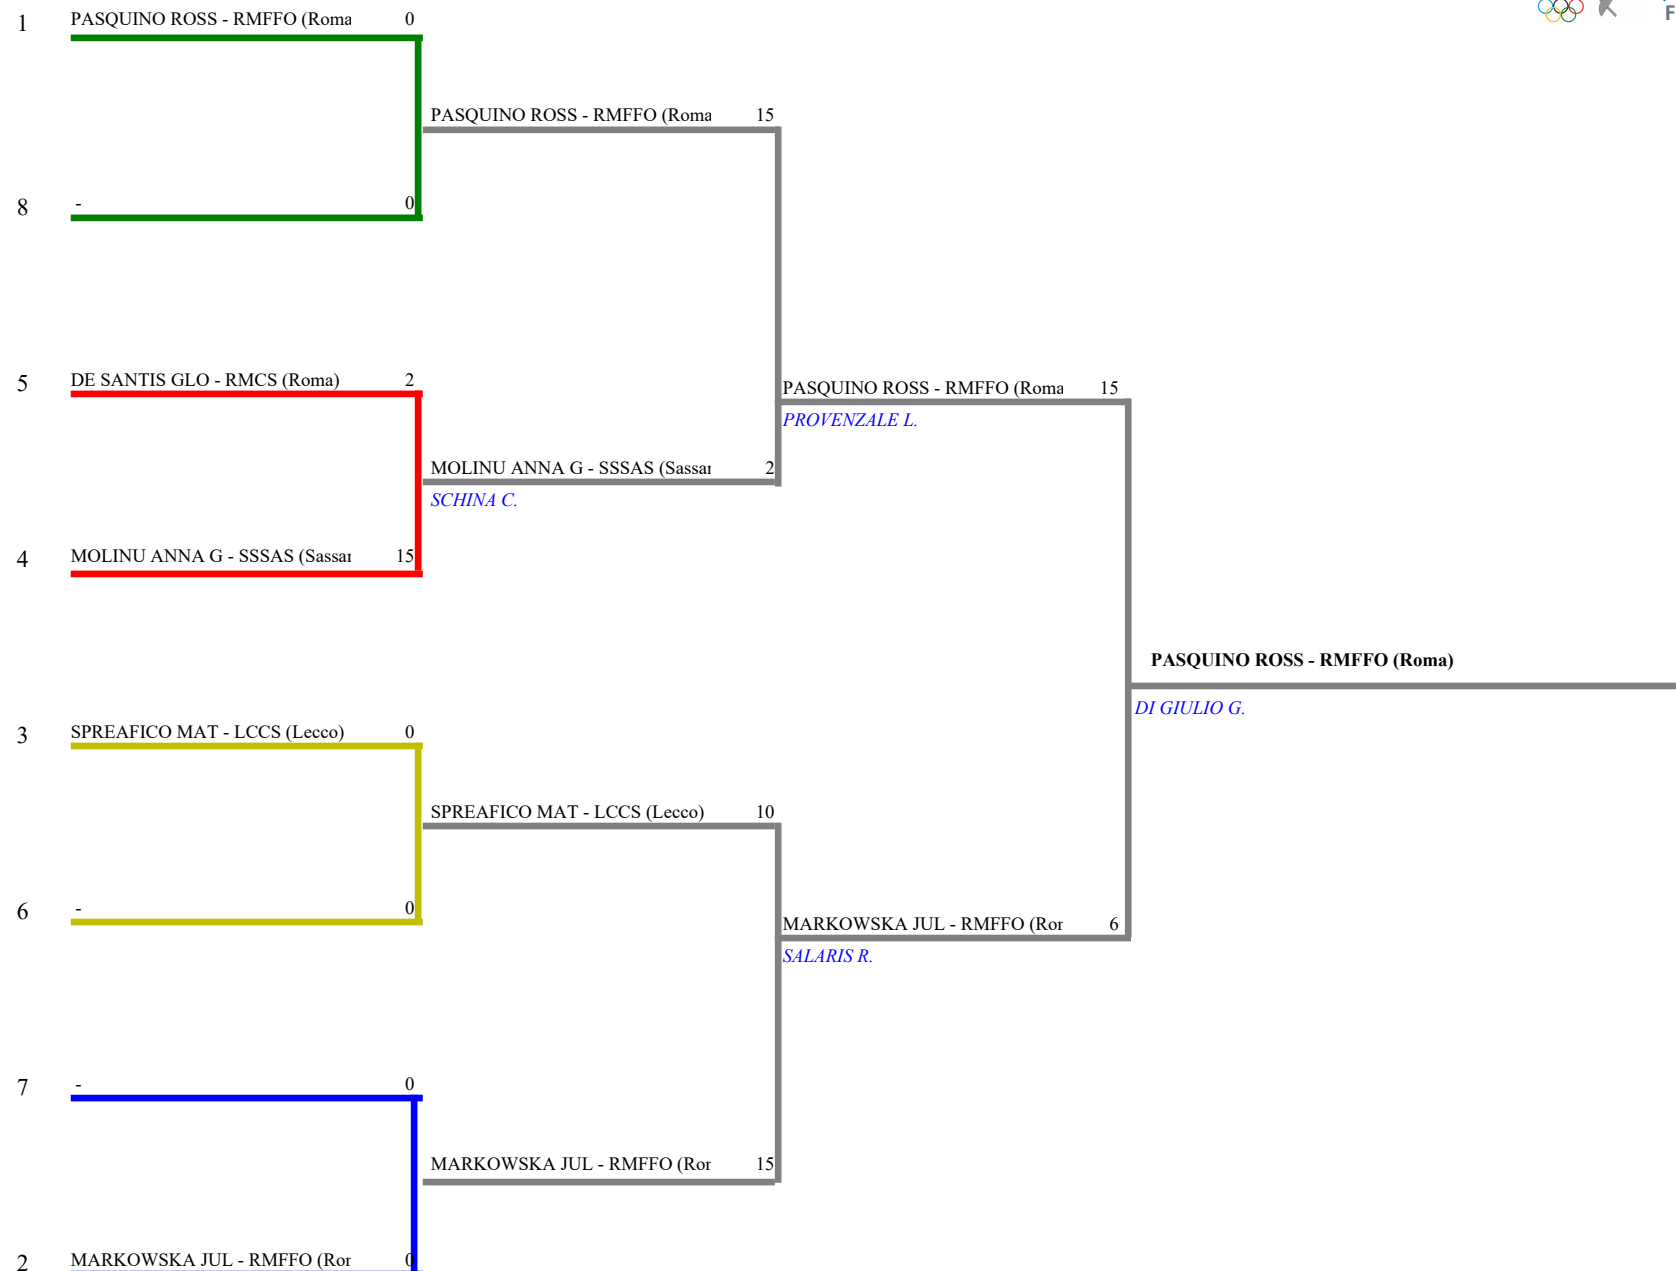 1 PASQUINO ROSS - RMFFO (Roma 0
F
PASQUINO ROSS - RMFFO (Roma 15
8 - 0
5 DE SANTIS GLO - RMCS (Roma) 2
PASQUINO ROSS - RMFFO (Roma 15
PROVENZALE L.
MOLINU ANNA G - SSSAS (Sassar 2
SCHINA C.
4 MOLINU ANNA G - SSSAS (Sassar 15
PASQUINO ROSS - RMFFO (Roma)
DI GIULIO G.
3 SPREAFICO MAT - LCCS (Lecco) 0
SPREAFICO MAT - LCCS (Lecco) 10
6 - 0
MARKOWSKA JUL - RMFFO (Ror 6
SALARIS R.
7 - 0
MARKOWSKA JUL - RMFFO (Ror 15
2 MARKOWSKA JUL - RMFFO (Ror 0